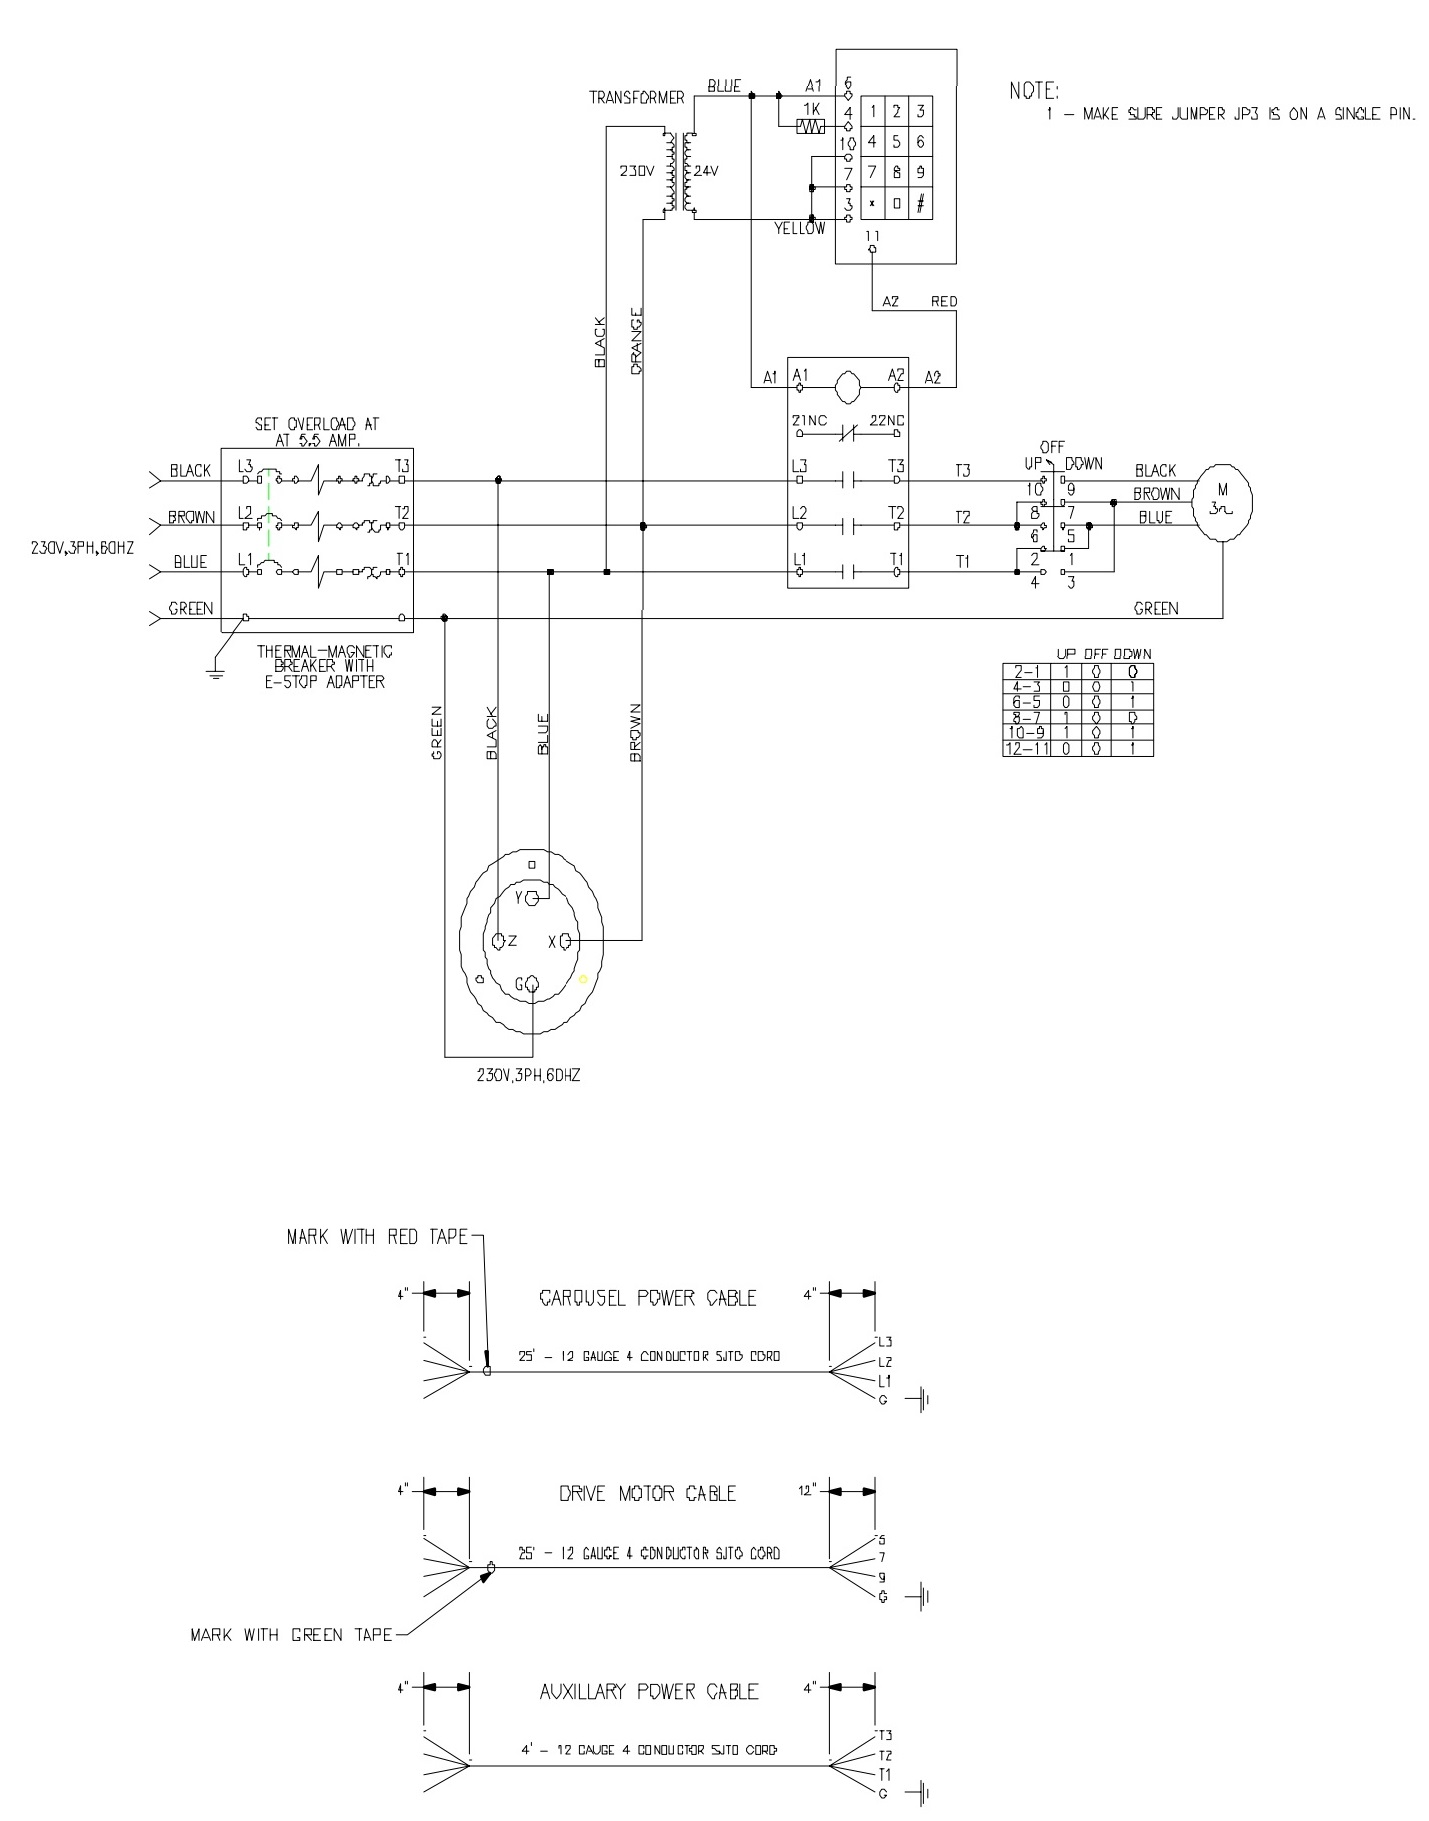 NOTE:
1 - MAKE SURE JUMPER JP3 IS ON A SINGLE PIN.
TRANSFORMER
BLUE
A1
6
1K
4
10
7
3
1 2 3
4 5 6
7 8 9
* 0 #
230V
24V
YELLOW
11
A2
RED
BLACK
ORANGE
A1
A1
A2
A2
21NC
22NC
SET OVERLOAD AT
AT 5.5 AMP.
OFF
UP
DOWN
BLACK
L3
T3
L3
T3
T3
10
9
BLACK
BROWN
M
3~
BROWN
L2
T2
L2
T2
T2
8
7
BLUE
6
5
230V,3PH,60HZ
BLUE
L1
T1
L1
T1
T1
2
1
4
3
GREEN
GREEN
THERMAL-MAGNETIC
BREAKER WITH
E-STOP ADAPTER
UP OFF DOWN
2-1 1 0 0
4-3 0 0 1
6-5 0 0 1
8-7 1 0 0
10-9 1 0 1
12-11 0 0 1
GREEN
BLACK
BLUE
BROWN
Y
Z
X
G
230V,3PH,60HZ
MARK WITH RED TAPE
4"
CAROUSEL POWER CABLE
4"
25' - 12 GAUGE 4 CONDUCTOR SJTO CORD
L3
L2
L1
G
4"
DRIVE MOTOR CABLE
12"
25' - 12 GAUGE 4 CONDUCTOR SJTO CORD
5
7
9
G
MARK WITH GREEN TAPE
4"
AUXILLARY POWER CABLE
4"
4' - 12 GAUGE 4 CONDUCTOR SJTO CORD
T3
T2
T1
G